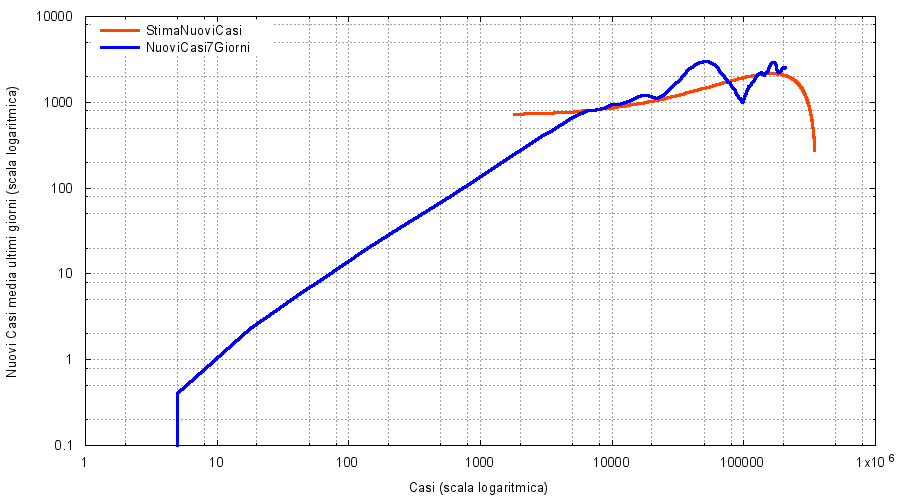 10000
StimaNuoviCasi
NuoviCasi7Giorni
1000
100
10
1
0.1
Nuovi Casi media ultimi giorni (scala logaritmica)
1
10
100
1000
10000
100000
1x10 6
Casi (scala logaritmica)